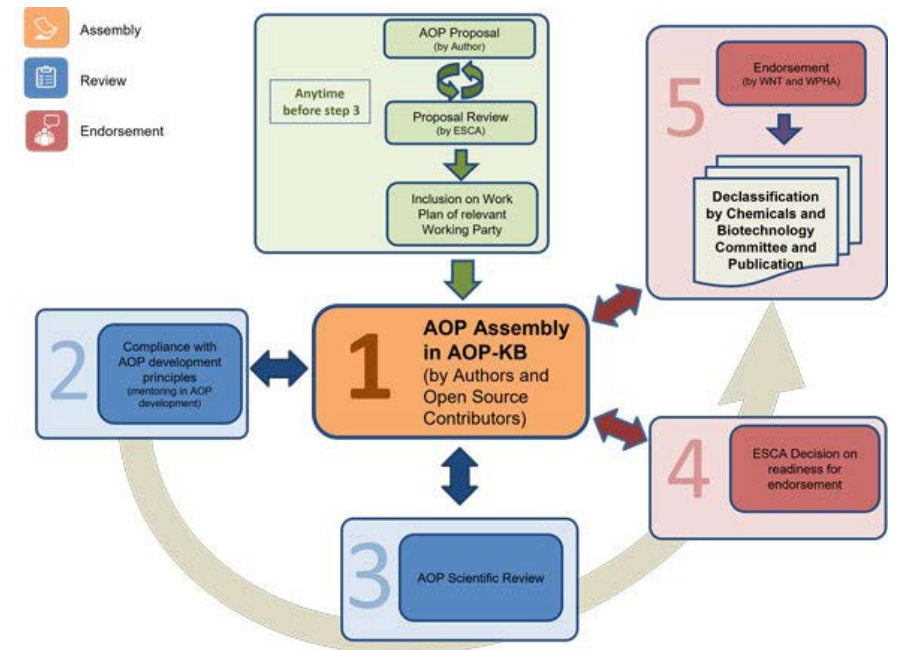 Assembly
Review
Endorsement
AOP Proposal
(by Author)
Anytime
before step 3
Proposal Review
(by ESCA)
Inclusion on Work
Plan of relevant
Working Party
5
Endorsement
(by WNT and WPHA)
Declassification
by Chemicals and
Biotechnology
Committee and
Publication
1
AOP Assembly
in AOP-KB
(by Authors and
Open Source
Contributors)
2
Compliance with
AOP development
principles
(mentoring in AOP
development)
3
AOP Scientific Review
4
ESCA Decision on
readiness for
endorsement